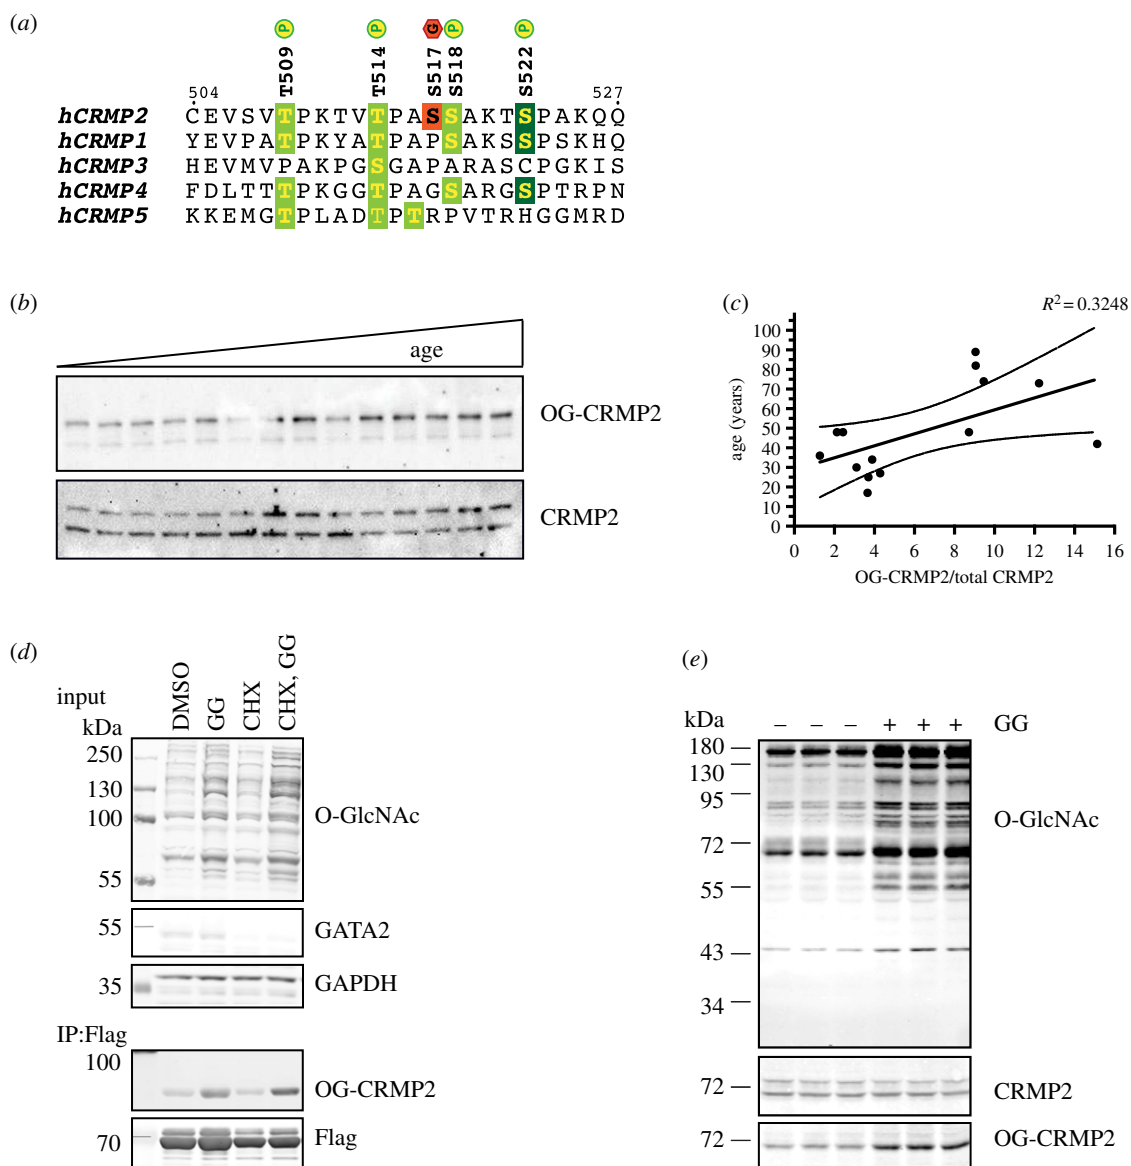 (a)
P P G P
T509 T514 S517 S518 S522
504 527
hCRMP2 CEVSVTPKTVTPASSAKTSPAKQQ
hCRMP1 YEVPATPKYATPAPSAKSSPSKHQ
hCRMP3 HEVMVPAKPGSGAPARASCPGKIS
hCRMP4 FDLTTTPKGGTPAGSARGSPTRPN
hCRMP5 KKEMGTPLADTPTRPVTRHGGMRD
(b)
age
OG-CRMP2
CRMP2
(c)
R² = 0.3248
age (years)
100
90
80
70
60
50
40
30
20
10
0
0 2 4 6 8 10 12 14 16
OG-CRMP2/total CRMP2
(d)
input
DMSO GG CHX CHX, GG
kDa
250
130
100
55
O-GlcNAc
55
GATA2
35
GAPDH
IP:Flag
100
OG-CRMP2
70
Flag
(e)
kDa – – – + + + GG
180
130
95
72
55
43
34
O-GlcNAc
72
CRMP2
72
OG-CRMP2